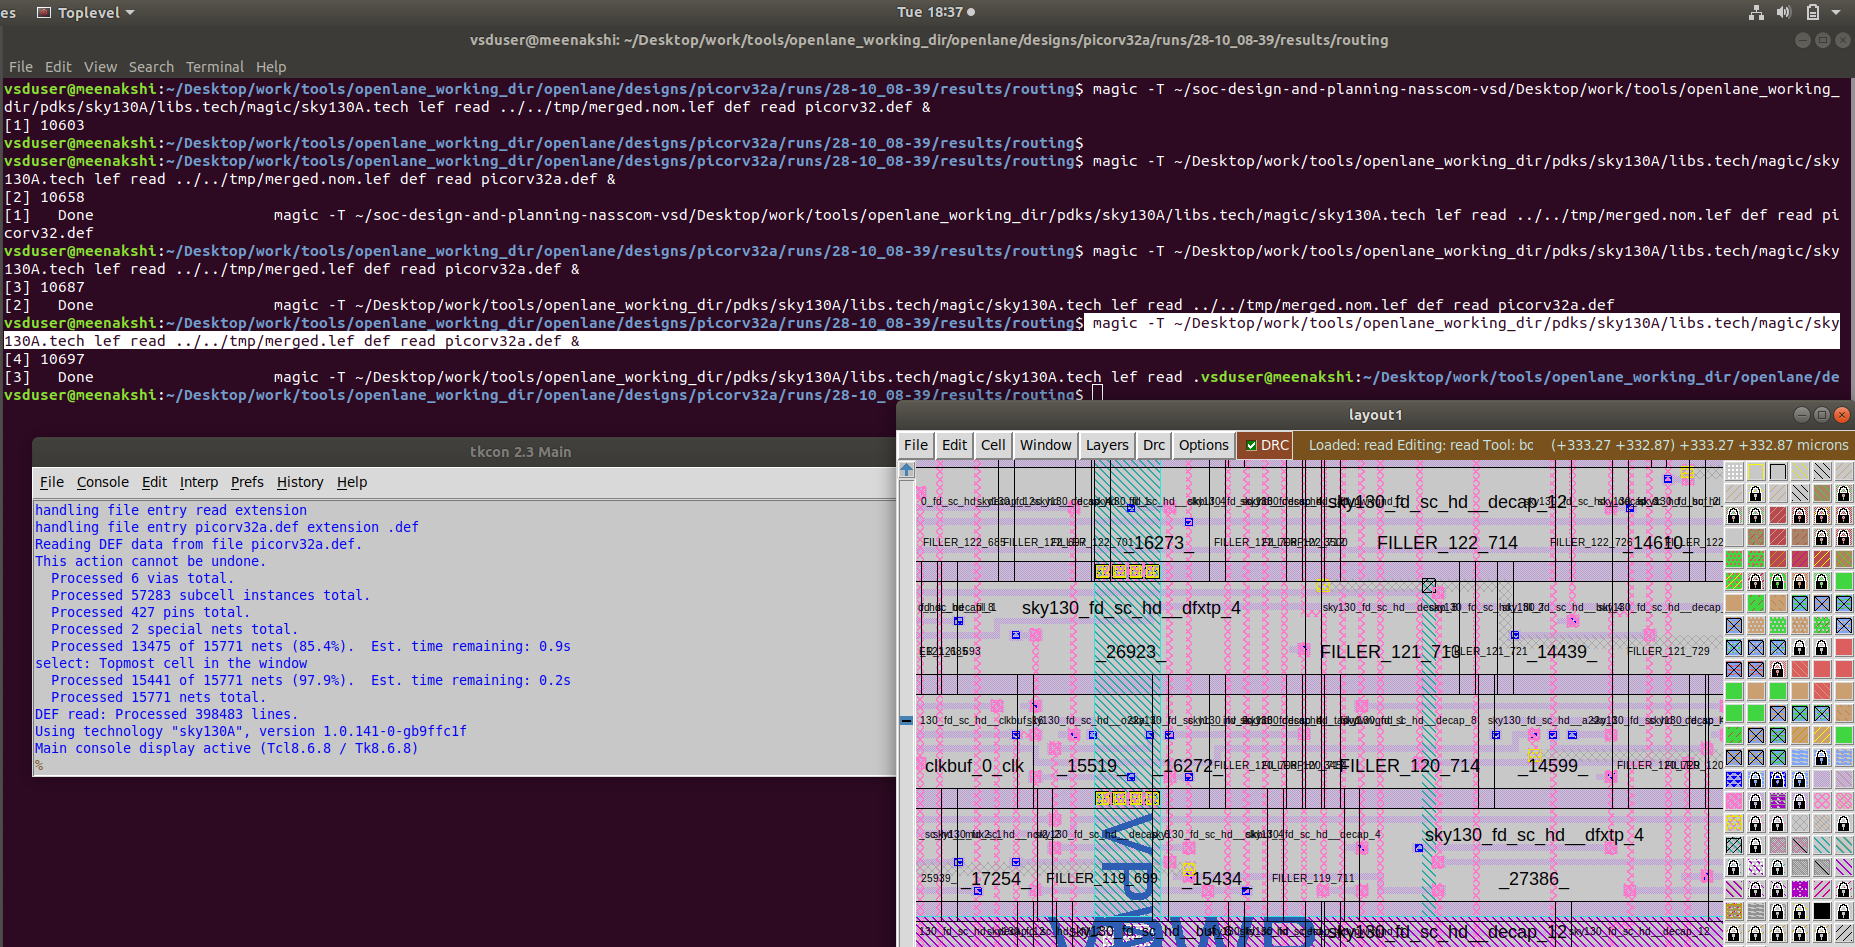 es Toplevel Tue 18:37
vsduser@meenakshi: ~/Desktop/work/tools/openlane_working_dir/openlane/designs/picorv32a/runs/28-10_08-39/results/routing
File Edit View Search Terminal Help
vsduser@meenakshi:~/Desktop/work/tools/openlane_working_dir/openlane/designs/picorv32a/runs/28-10_08-39/results/routing$ magic -T ~/soc-design-and-planning-nasscom-vsd/Desktop/work/tools/openlane_working_
dir/pdks/sky130A/libs.tech/magic/sky130A.tech lef read ../../tmp/merged.nom.lef def read picorv32.def &
[1] 10603
vsduser@meenakshi:~/Desktop/work/tools/openlane_working_dir/openlane/designs/picorv32a/runs/28-10_08-39/results/routing$
vsduser@meenakshi:~/Desktop/work/tools/openlane_working_dir/openlane/designs/picorv32a/runs/28-10_08-39/results/routing$ magic -T ~/Desktop/work/tools/openlane_working_dir/pdks/sky130A/libs.tech/magic/sky
130A.tech lef read ../../tmp/merged.nom.lef def read picorv32a.def &
[2] 10658
[1]   Done                    magic -T ~/soc-design-and-planning-nasscom-vsd/Desktop/work/tools/openlane_working_dir/pdks/sky130A/libs.tech/magic/sky130A.tech lef read ../../tmp/merged.nom.lef def read pi
corv32.def
vsduser@meenakshi:~/Desktop/work/tools/openlane_working_dir/openlane/designs/picorv32a/runs/28-10_08-39/results/routing$ magic -T ~/Desktop/work/tools/openlane_working_dir/pdks/sky130A/libs.tech/magic/sky
130A.tech lef read ../../tmp/merged.lef def read picorv32a.def &
[3] 10687
[2]   Done                    magic -T ~/Desktop/work/tools/openlane_working_dir/pdks/sky130A/libs.tech/magic/sky130A.tech lef read ../../tmp/merged.nom.lef def read picorv32a.def
vsduser@meenakshi:~/Desktop/work/tools/openlane_working_dir/openlane/designs/picorv32a/runs/28-10_08-39/results/routing$ magic -T ~/Desktop/work/tools/openlane_working_dir/pdks/sky130A/libs.tech/magic/sky
130A.tech lef read ../../tmp/merged.lef def read picorv32a.def &
[4] 10697
[3]   Done                    magic -T ~/Desktop/work/tools/openlane_working_dir/pdks/sky130A/libs.tech/magic/sky130A.tech lef read .vsduser@meenakshi:~/Desktop/work/tools/openlane_working_dir/openlane/de
vsduser@meenakshi:~/Desktop/work/tools/openlane_working_dir/openlane/designs/picorv32a/runs/28-10_08-39/results/routing$
tkcon 2.3 Main
File Console Edit Interp Prefs History Help
handling file entry read extension
handling file entry picorv32a.def extension .def
Reading DEF data from file picorv32a.def.
This action cannot be undone.
Processed 6 vias total.
Processed 57283 subcell instances total.
Processed 427 pins total.
Processed 2 special nets total.
Processed 13475 of 15771 nets (85.4%).  Est. time remaining: 0.9s
select: Topmost cell in the window
Processed 15441 of 15771 nets (97.9%).  Est. time remaining: 0.2s
Processed 15771 nets total.
DEF read: Processed 398483 lines.
Using technology "sky130A", version 1.0.141-0-gb9ffc1f
Main console display active (Tcl8.6.8 / Tk8.6.8)
%
layout1
File Edit Cell Window Layers Drc Options DRC Loaded: read Editing: read Tool: bc (+333.27 +332.87) +333.27 +332.87 microns
sky130_fd_sc_hd__decap_12
FILLER_122_685 _16273_ FILLER_122_714 FILLER_122_726 _14610_
sky130_fd_sc_hd__dfxtp_4
_26923_ FILLER_121_713 FILLER_121_721 _14439_ FILLER_121_729
clkbuf_0_clk _15519_ _16272_ FILLER_120_714 _14599_
sky130_fd_sc_hd__decap_4 sky130_fd_sc_hd__dfxtp_4
25939_ _17254_ FILLER_119_699 _15434_ FILLER_119_711 _27386_
sky130_fd_sc_hd__buf_6 sky130_fd_sc_hd__decap_12 sky130_fd_sc_hd__decap_12